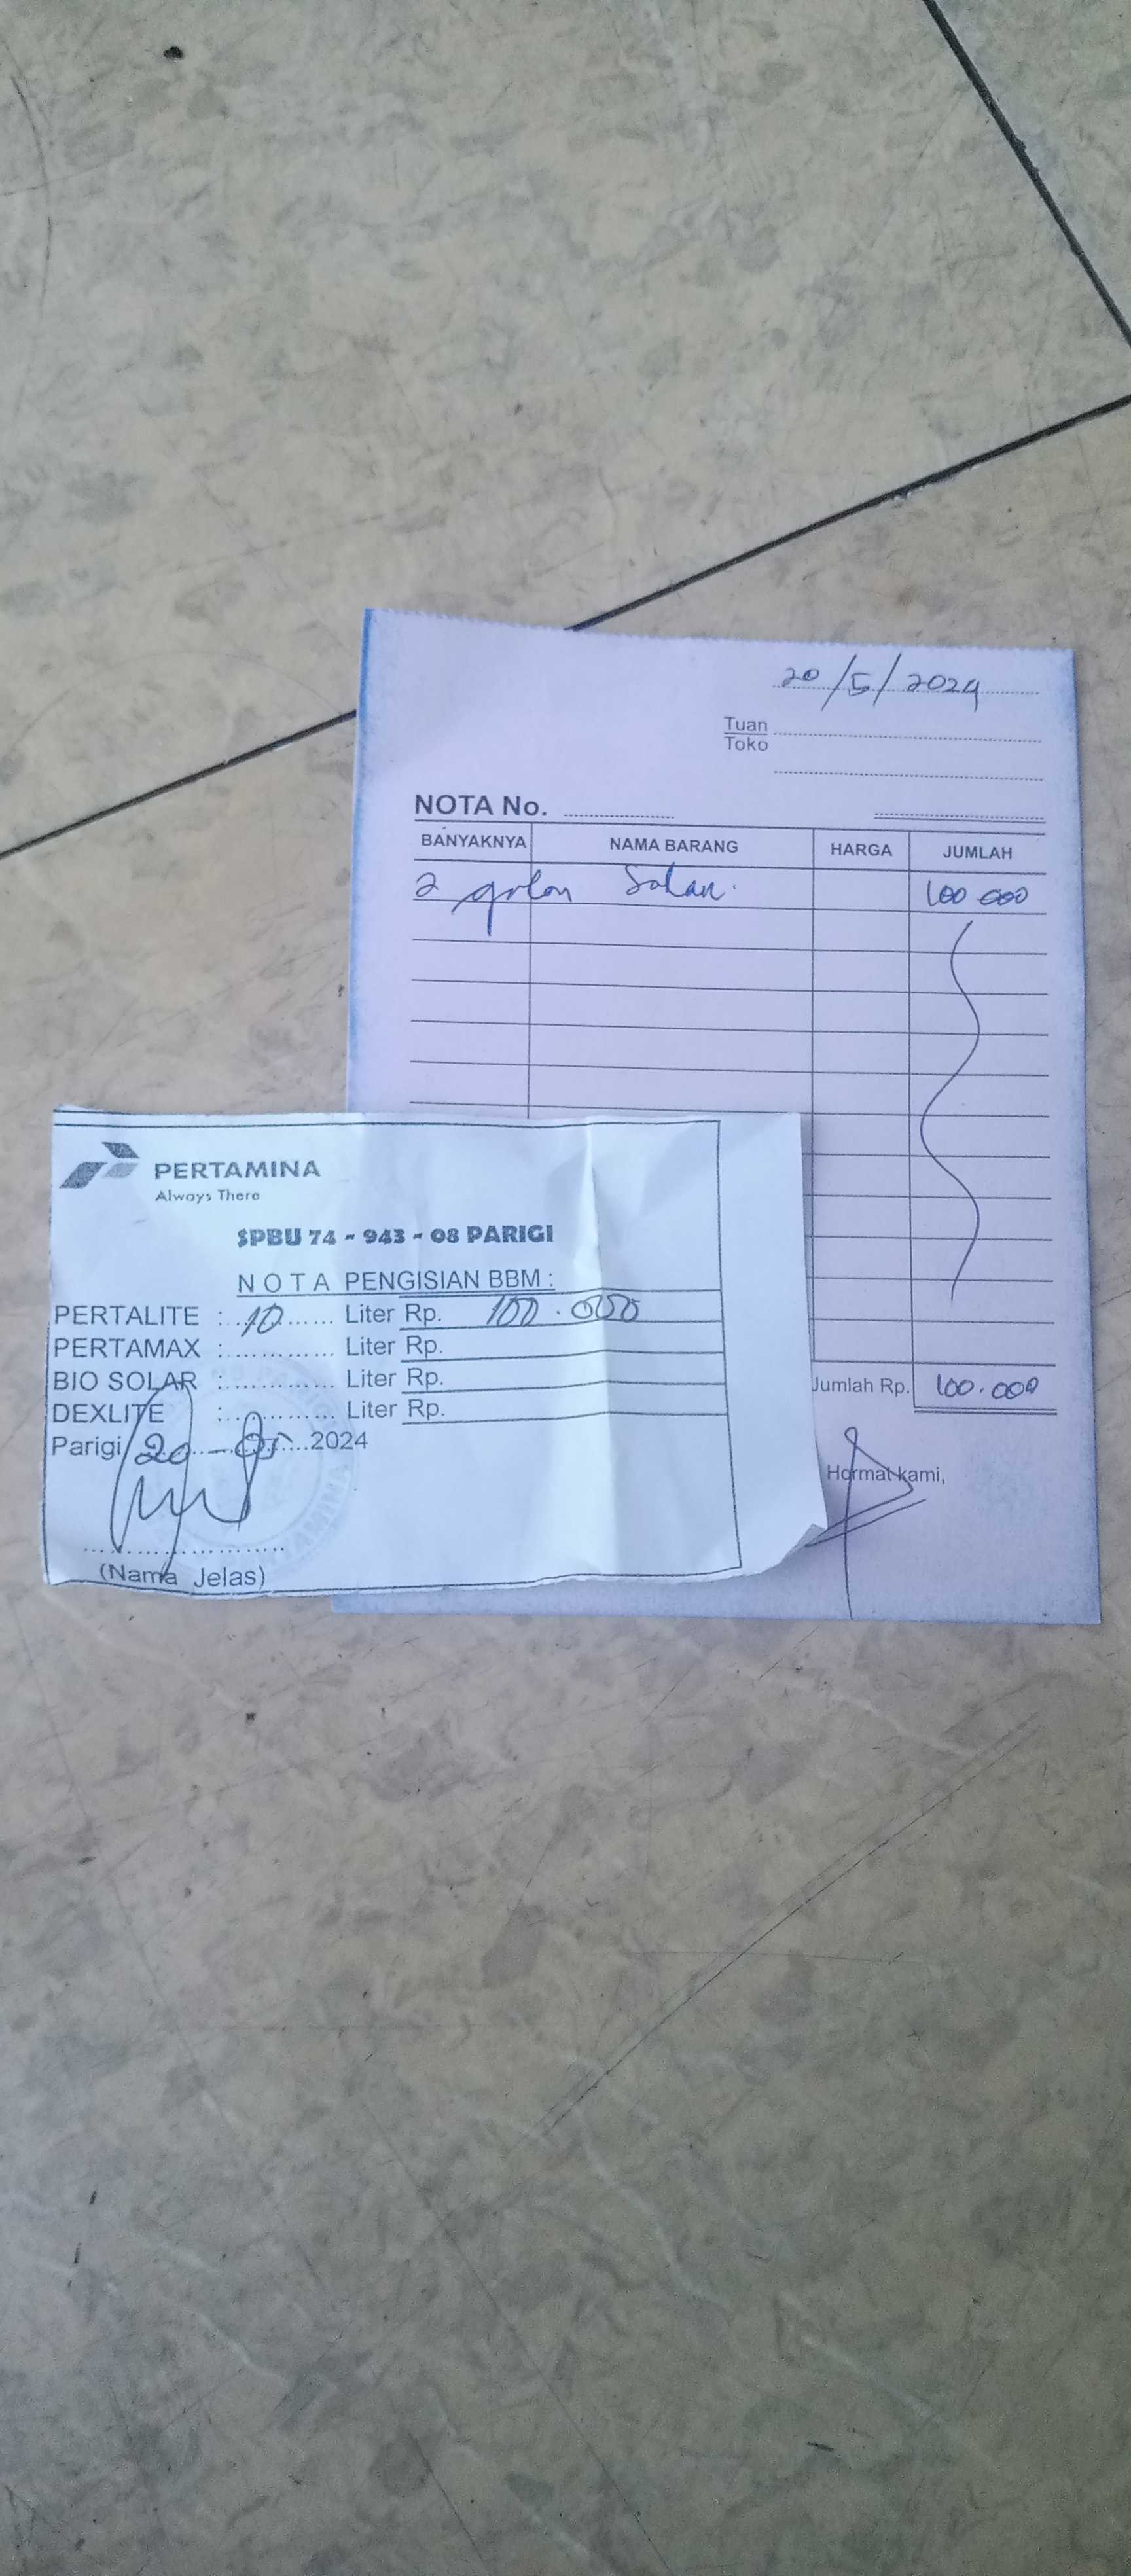 20/5/2024
Tuan
Toko
NOTA No.
BANYAKNYA NAMA BARANG HARGA JUMLAH
2 galon Solar. 100 000
Jumlah Rp. 100.000
Hormat kami,
PERTAMINA
Always There
SPBU 74 - 943 - 08 PARIGI
NOTA PENGISIAN BBM :
PERTALITE : 10 Liter Rp. 100.000
PERTAMAX : Liter Rp.
BIO SOLAR : Liter Rp.
DEXLITE : Liter Rp.
Parigi, 20-05 2024
(Nama Jelas)